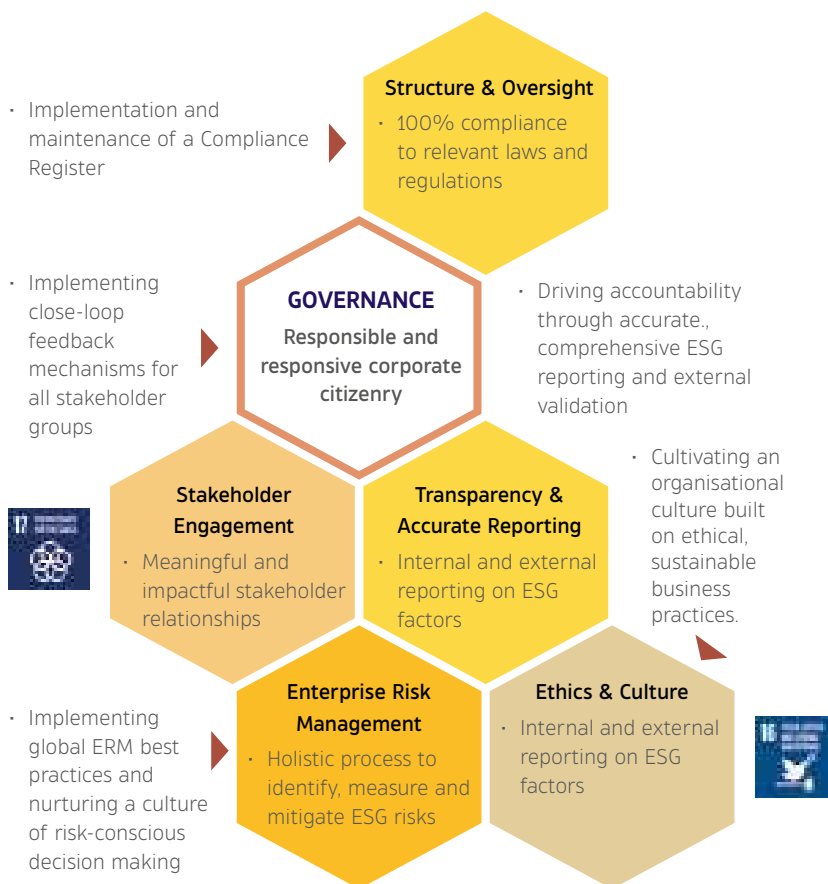 Structure & Oversight
· 100% compliance
to relevant laws and
regulations
· Implementation and
maintenance of a Compliance
Register
GOVERNANCE
Responsible and
responsive corporate
citizenry
· Implementing
close-loop
feedback
mechanisms for
all stakeholder
groups
· Driving accountability
through accurate.,
comprehensive ESG
reporting and external
validation
Stakeholder
Engagement
· Meaningful and
impactful stakeholder
relationships
17
Transparency &
Accurate Reporting
· Internal and external
reporting on ESG
factors
· Cultivating an
organisational
culture built
on ethical,
sustainable
business
practices.
Enterprise Risk
Management
· Holistic process to
identify, measure and
mitigate ESG risks
· Implementing
global ERM best
practices and
nurturing a culture
of risk-conscious
decision making
Ethics & Culture
· Internal and external
reporting on ESG
factors
16